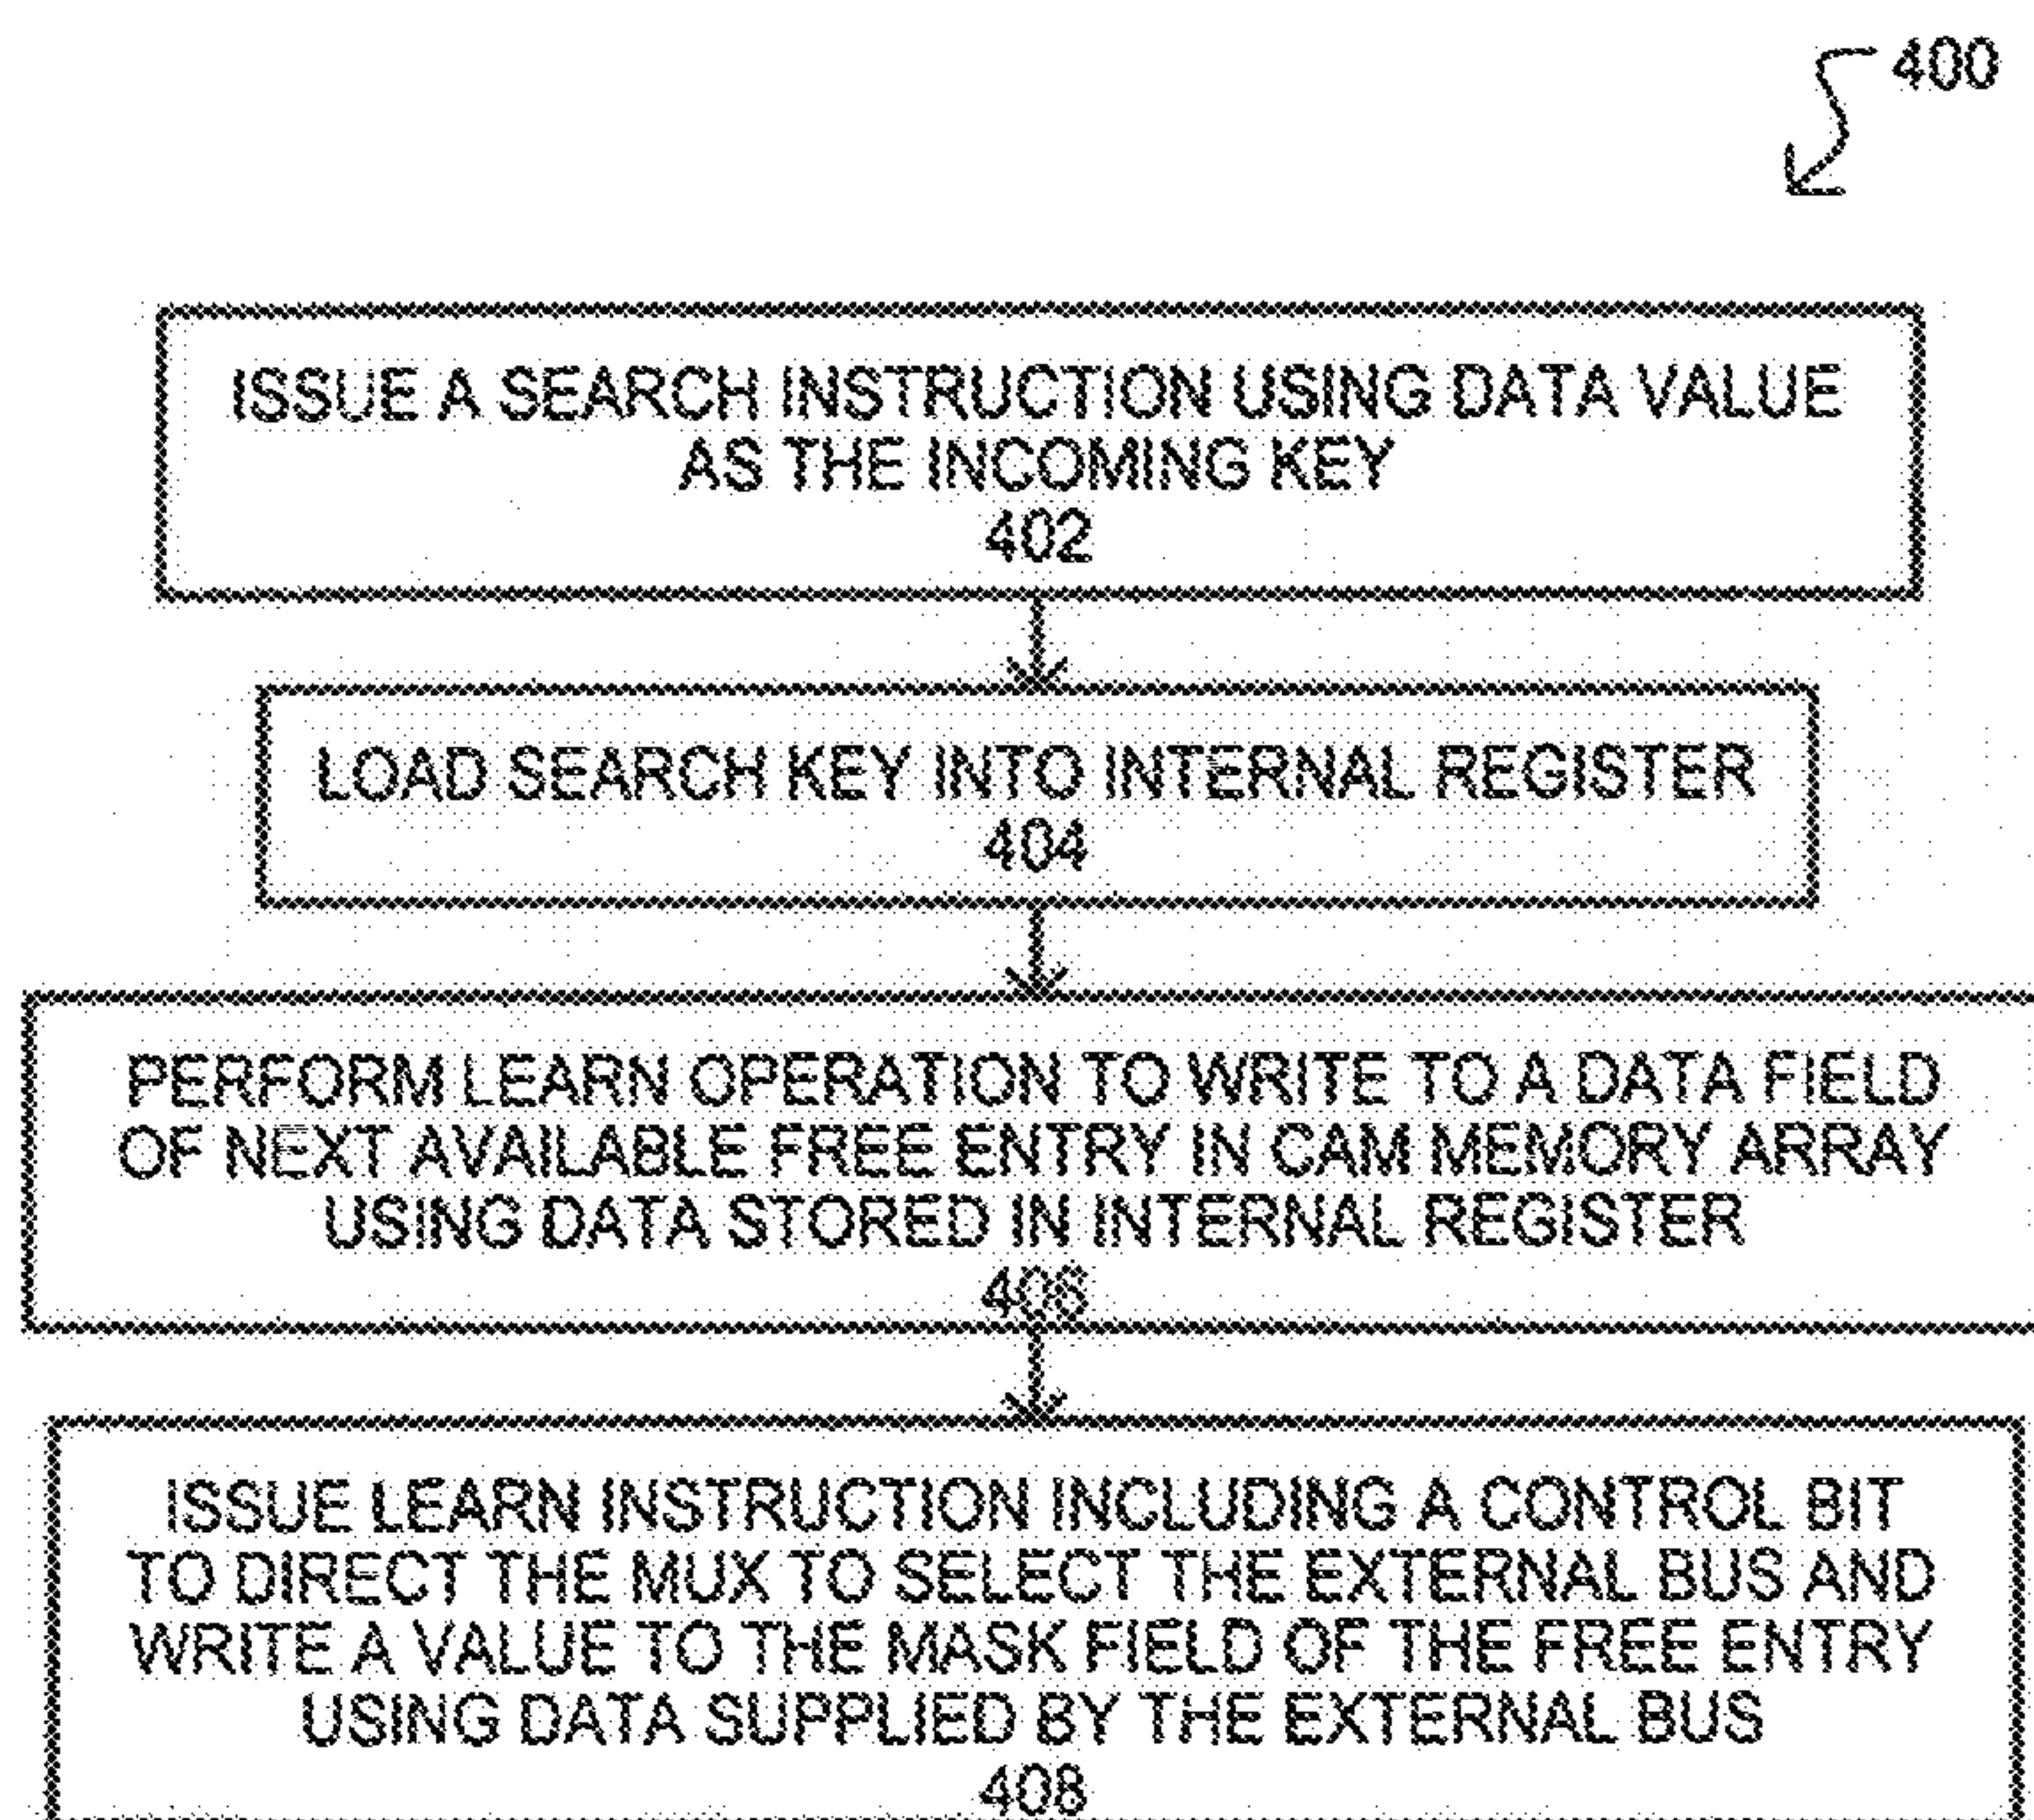 400
ISSUE A SEARCH INSTRUCTION USING DATA VALUE
AS THE INCOMING KEY
402
LOAD SEARCH KEY INTO INTERNAL REGISTER
404
PERFORM LEARN OPERATION TO WRITE TO A DATA FIELD
OF NEXT AVAILABLE FREE ENTRY IN CAM MEMORY ARRAY
USING DATA STORED IN INTERNAL REGISTER
406
ISSUE LEARN INSTRUCTION INCLUDING A CONTROL BIT
TO DIRECT THE MUX TO SELECT THE EXTERNAL BUS AND
WRITE A VALUE TO THE MASK FIELD OF THE FREE ENTRY
USING DATA SUPPLIED BY THE EXTERNAL BUS
408